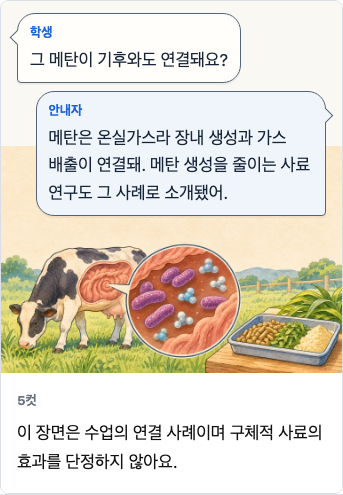 학생
그 메탄이 기후와도 연결돼요?
안내자
메탄은 온실가스라 장내 생성과 가스
배출이 연결돼. 메탄 생성을 줄이는 사료
연구도 그 사례로 소개됐어.
5컷
이 장면은 수업의 연결 사례이며 구체적 사료의
효과를 단정하지 않아요.